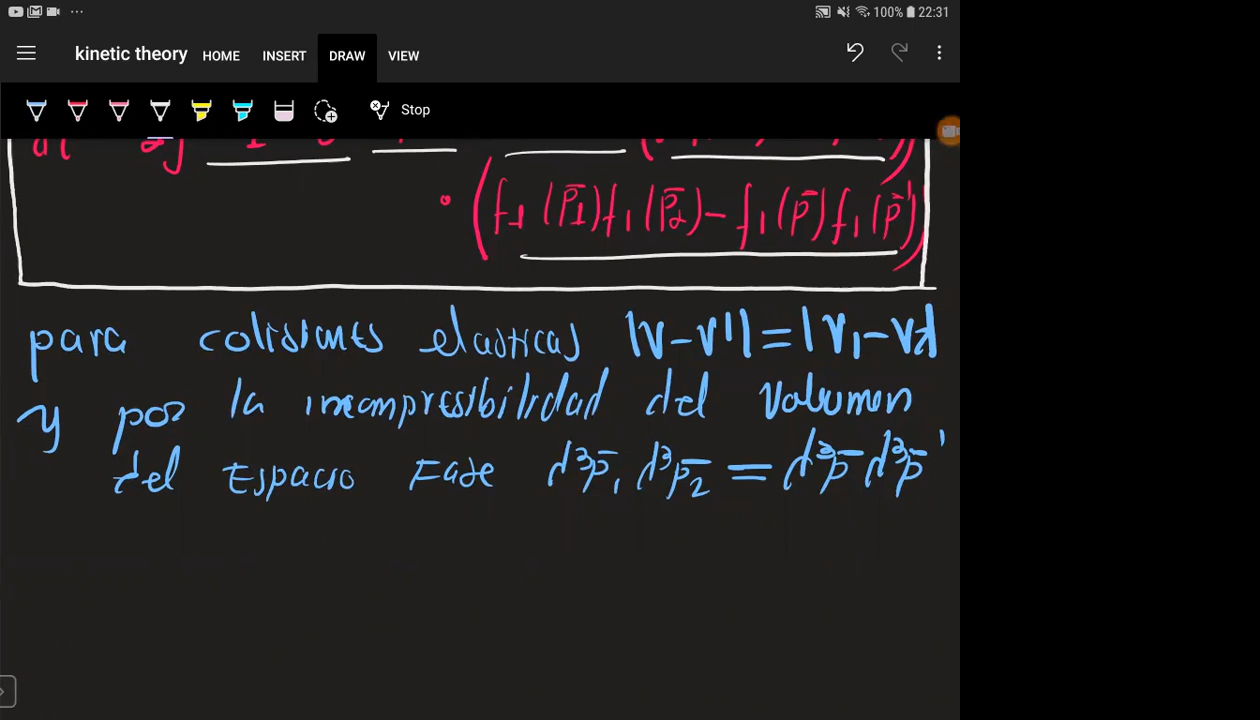 100% 22:31
kinetic theory HOME INSERT DRAW VIEW
Stop
· (f₁(p̄₁)f₁(p̄₂)−f₁(p̄)f₁(p̄'))
para colisiones elasticas |v−v'|=|v₁−v₂|
y por la incompresibilidad del volumen
del Espacio Fase d³p̄₁ d³p̄₂ = d³p̄ d³p̄'